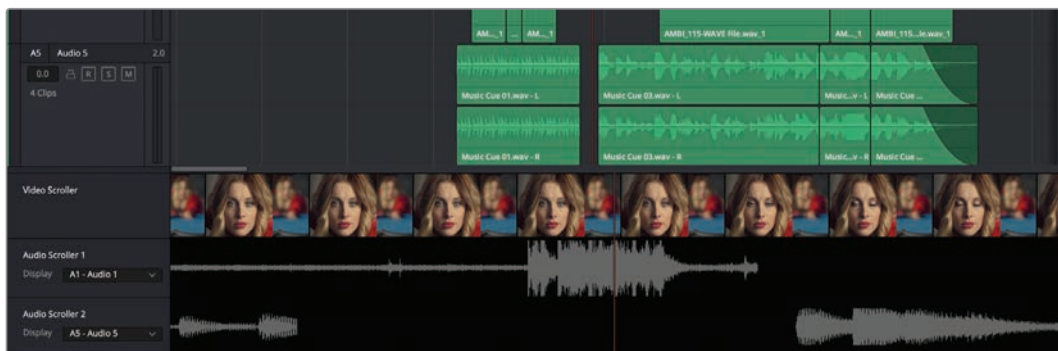 AM..._1 ... AM..._1 AMBI_115-WAVE File.wav_1 AM..._1 AMBI_115...le.wav_1
A5 Audio 5 2.0
0.0 R S M
4 Clips
Music Cue 01.wav - L Music Cue 03.wav - L Music...v - L Music Cue ...
Music Cue 01.wav - R Music Cue 03.wav - R Music...v - R Music Cue ...
Video Scroller
Audio Scroller 1
Display A1 - Audio 1
Audio Scroller 2
Display A5 - Audio 5